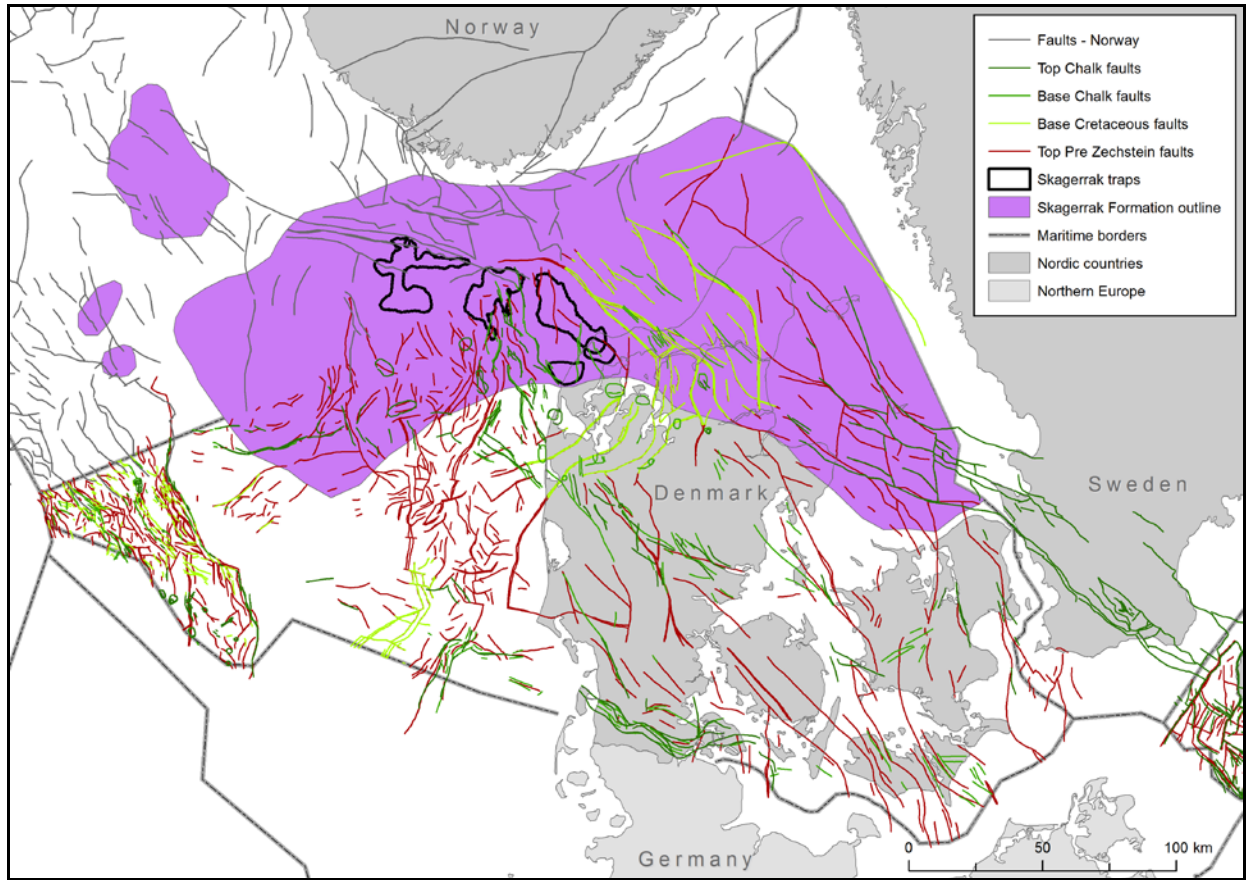 Norway
Faults - Norway
Top Chalk faults
Base Chalk faults
Base Cretaceous faults
Top Pre Zechstein faults
Skagerrak traps
Skagerrak Formation outline
Maritime borders
Nordic countries
Northern Europe
Denmark
Sweden
Germany
0 50 100 km